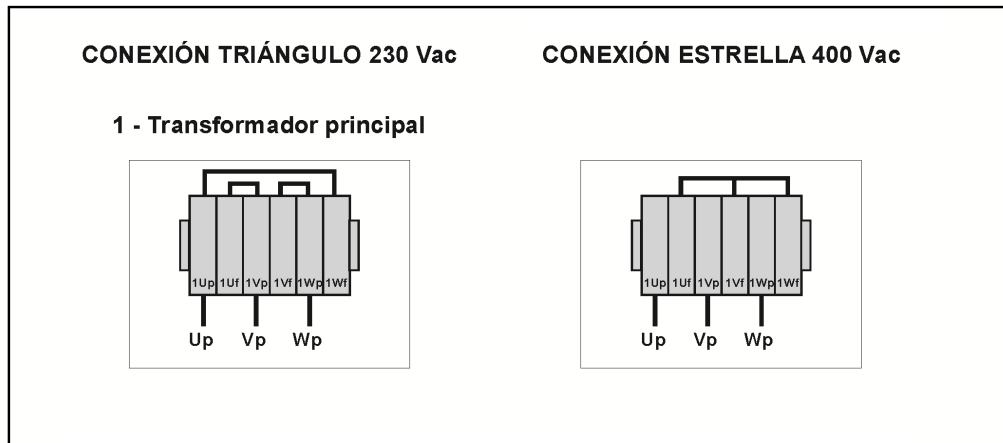 CONEXIÓN TRIÁNGULO 230 Vac
CONEXIÓN ESTRELLA 400 Vac
1 - Transformador principal
1Up 1Uf 1Vp 1Vf 1Wp 1Wf
Up Vp Wp
1Up 1Uf 1Vp 1Vf 1Wp 1Wf
Up Vp Wp